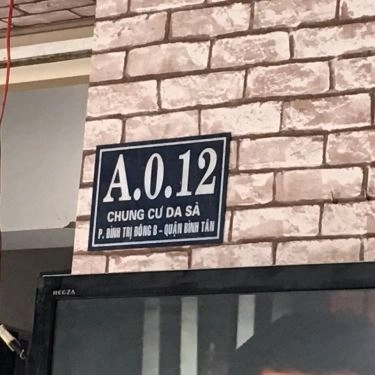 A.0.12
CHUNG CƯ DA SÀ
P. BÌNH TRỊ ĐÔNG B - QUẬN BÌNH TÂN
REGZA